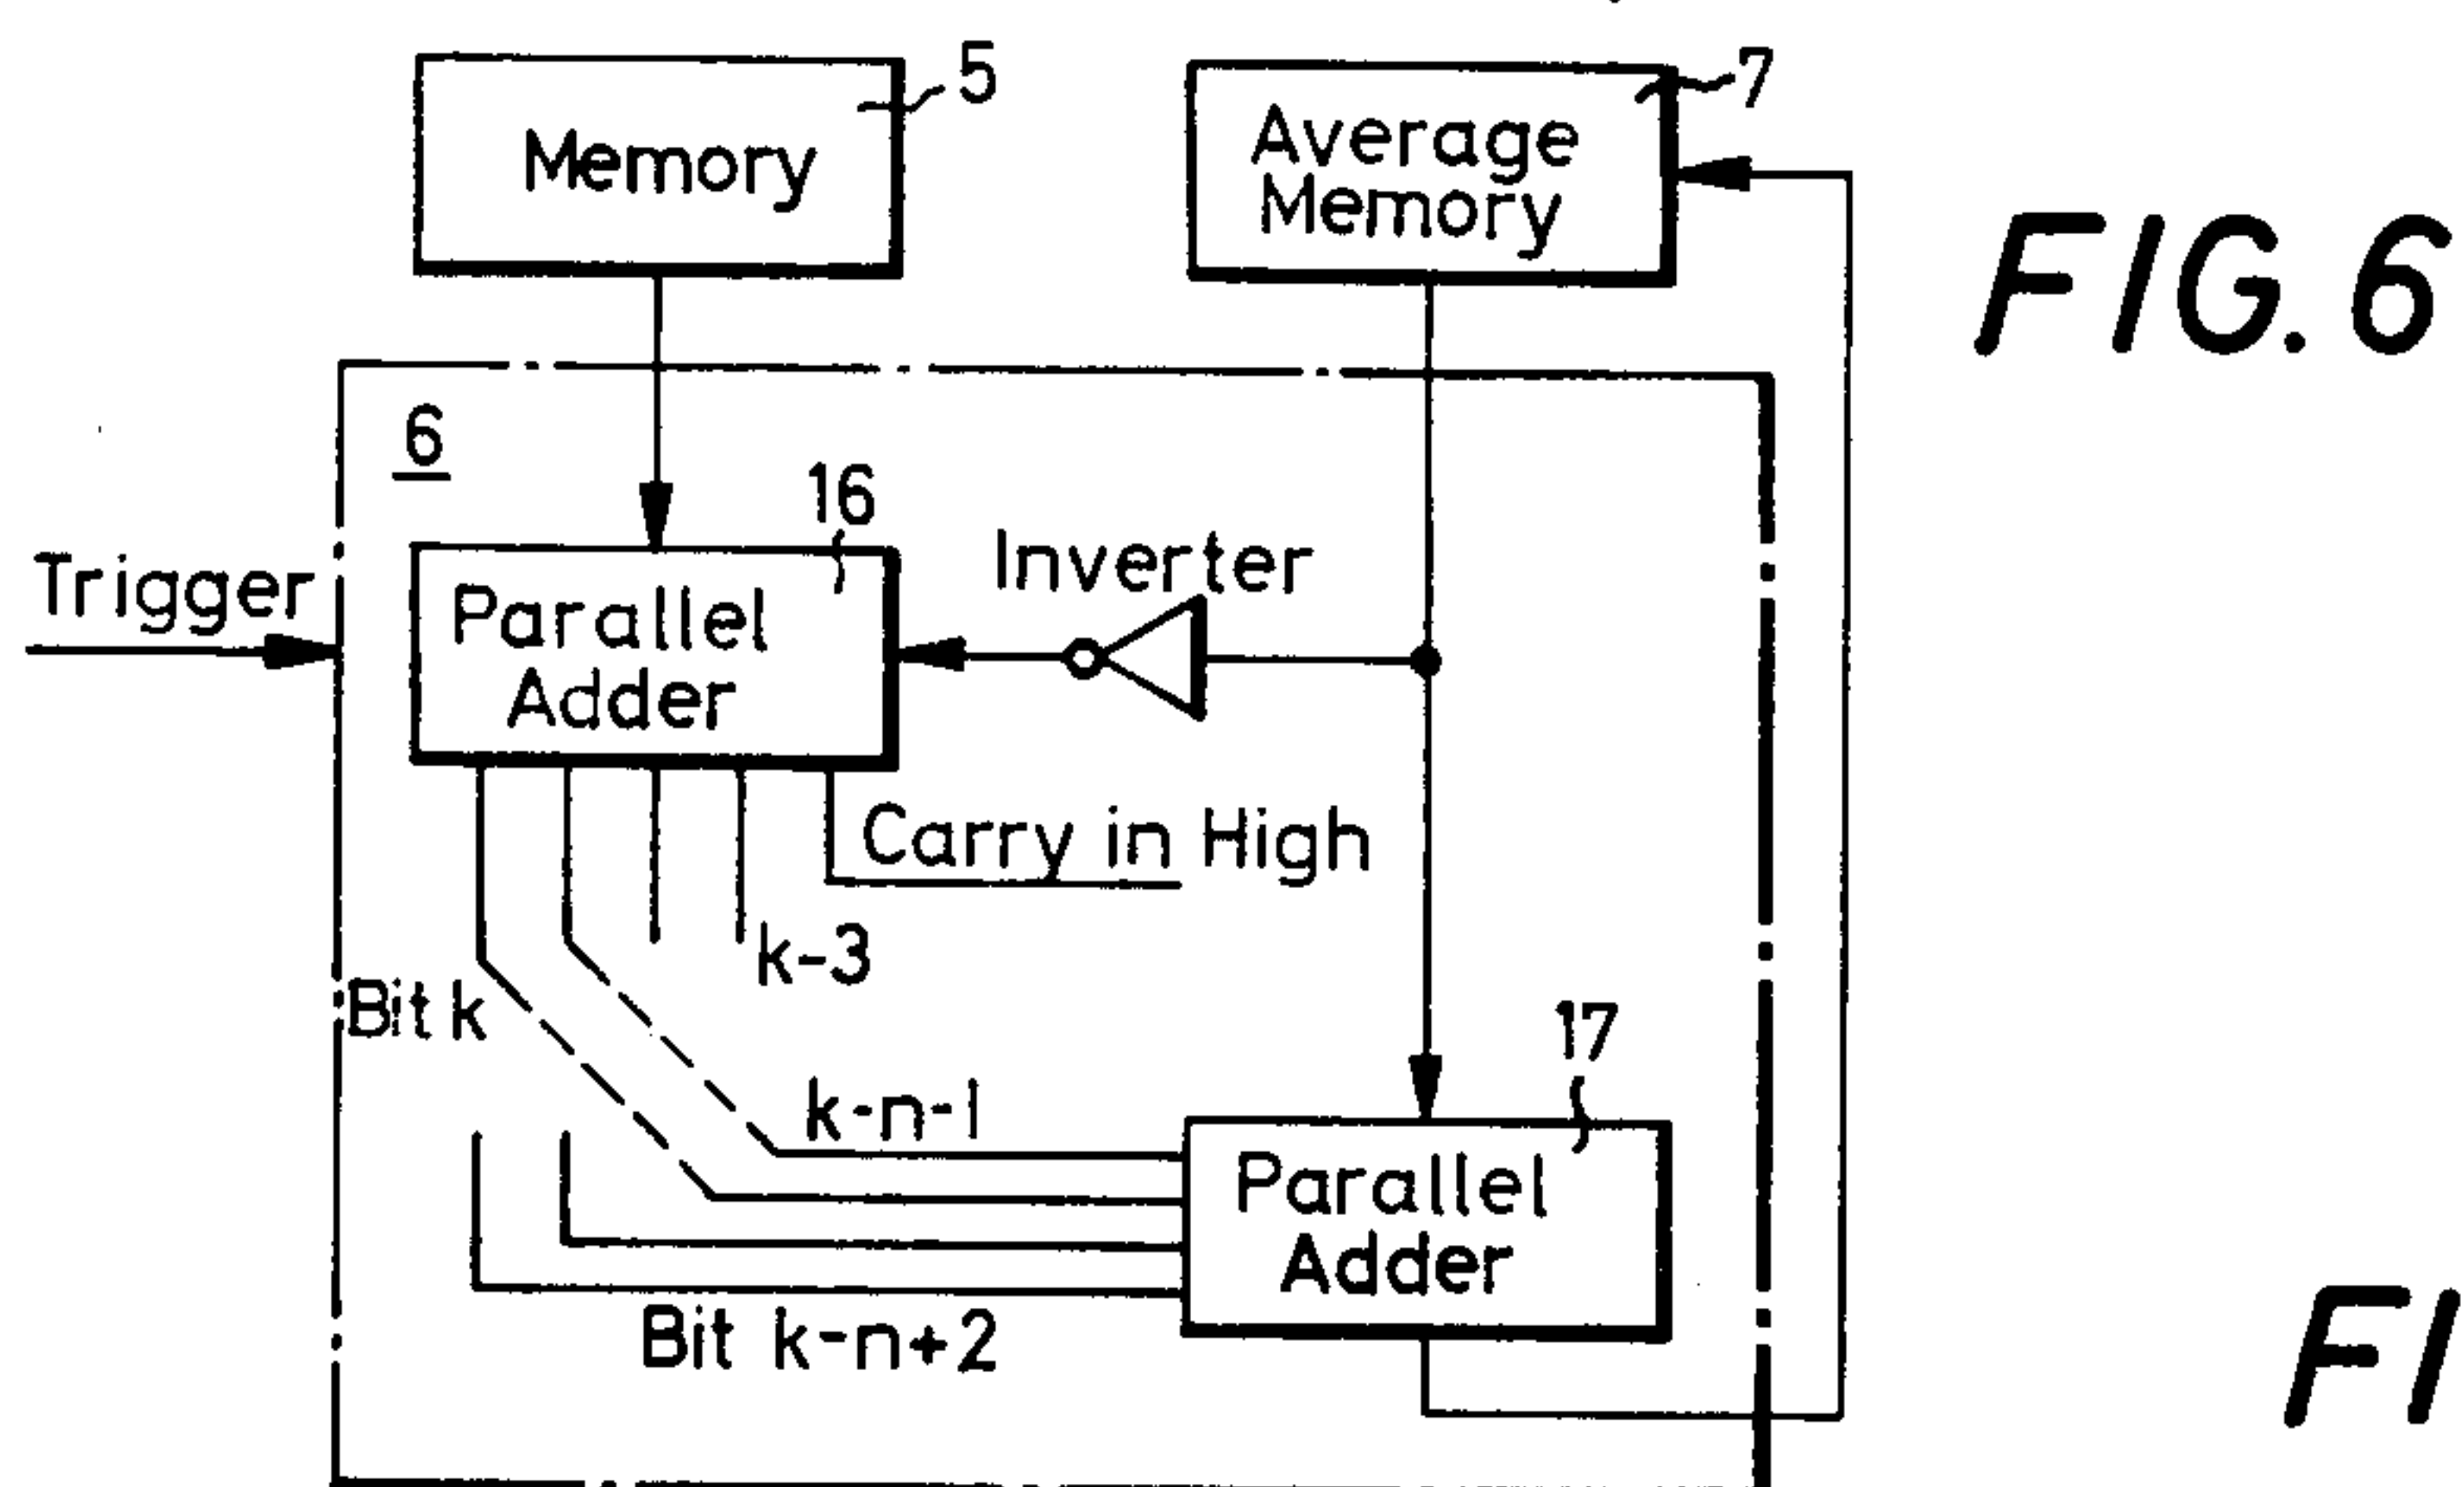 5
7
Memory
Average
Memory
FIG.6
6
16
Trigger
Inverter
Parallel
Adder
Carry in High
k-3
Bit k
17
k-n-1
Parallel
Adder
Bit k-n+2
FI